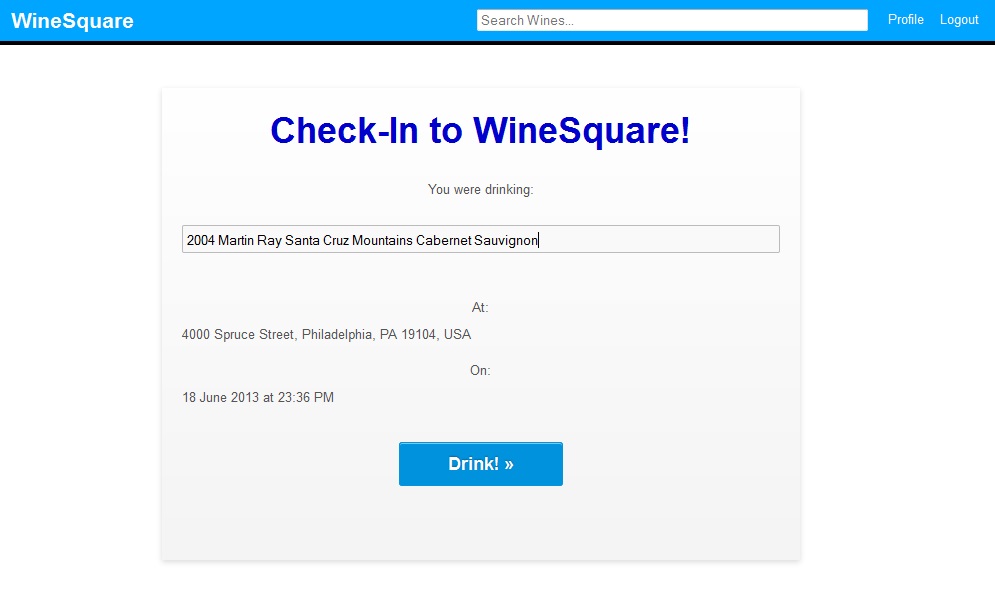 WineSquare
Search Wines...
Profile
Logout
Check-In to WineSquare!
You were drinking:
2004 Martin Ray Santa Cruz Mountains Cabernet Sauvignon
At:
4000 Spruce Street, Philadelphia, PA 19104, USA
On:
18 June 2013 at 23:36 PM
Drink! »